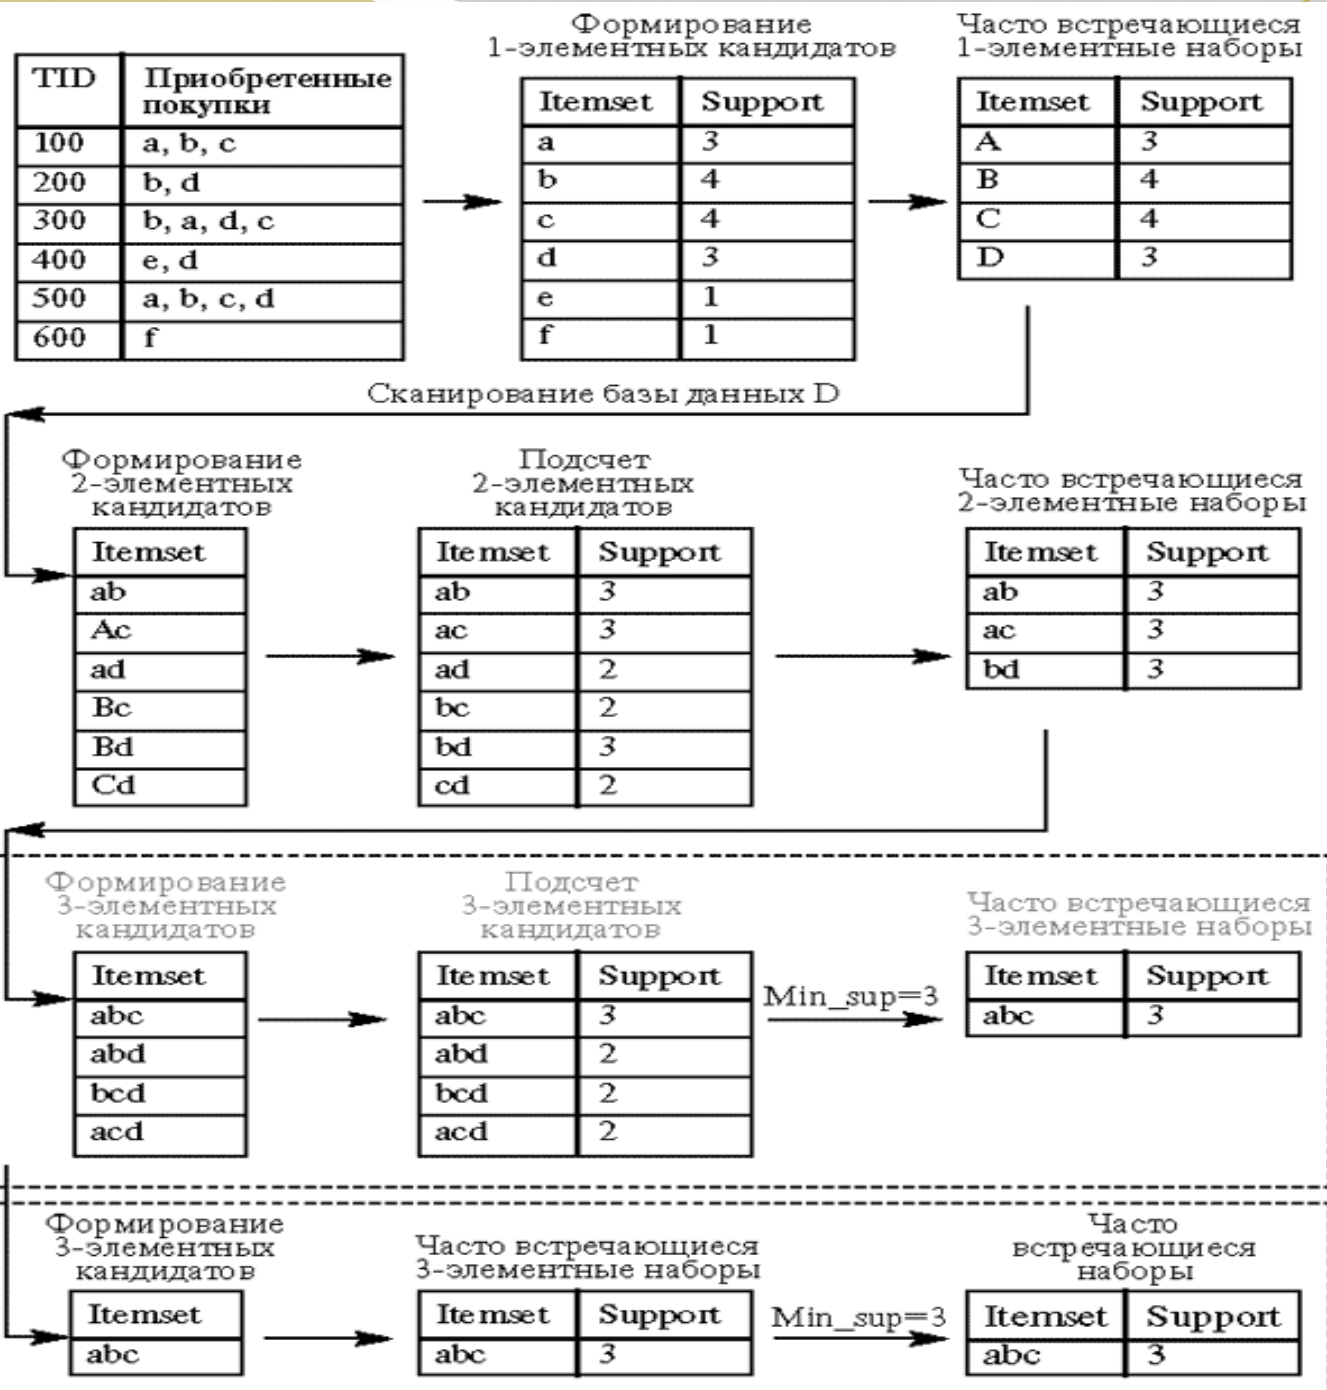 TID Приобретенные
покупки
100 a, b, c
200 b, d
300 b, a, d, c
400 e, d
500 a, b, c, d
600 f
Формирование
1-элементных кандидатов
Itemset Support
a 3
b 4
c 4
d 3
e 1
f 1
Часто встречающиеся
1-элементные наборы
Itemset Support
A 3
B 4
C 4
D 3
Сканирование базы данных D
Формирование
2-элементных
кандидатов
Itemset
ab
Ac
ad
Bc
Bd
Cd
Подсчет
2-элементных
кандидатов
Itemset Support
ab 3
ac 3
ad 2
bc 2
bd 3
cd 2
Часто встречающиеся
2-элементные наборы
Itemset Support
ab 3
ac 3
bd 3
Формирование
3-элементных
кандидатов
Itemset
abc
abd
bcd
acd
Подсчет
3-элементных
кандидатов
Itemset Support
abc 3
abd 2
bcd 2
acd 2
Min_sup=3
Часто встречающиеся
3-элементные наборы
Itemset Support
abc 3
Формирование
3-элементных
кандидатов
Itemset
abc
Часто встречающиеся
3-элементные наборы
Itemset Support
abc 3
Min_sup=3
Часто
встречающиеся
наборы
Itemset Support
abc 3